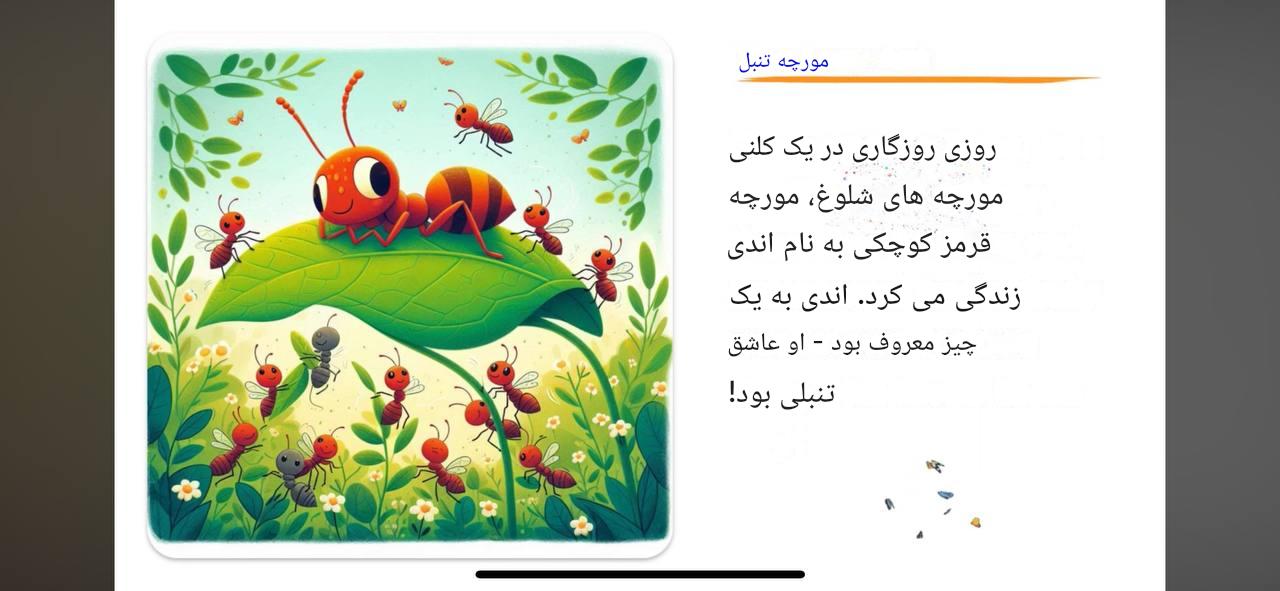 مورچه تنبل
روزی روزگاری در یک کلنی
مورچه های شلوغ، مورچه
قرمز کوچکی به نام اندی
زندگی می کرد. اندی به یک
چیز معروف بود - او عاشق
تنبلی بود!